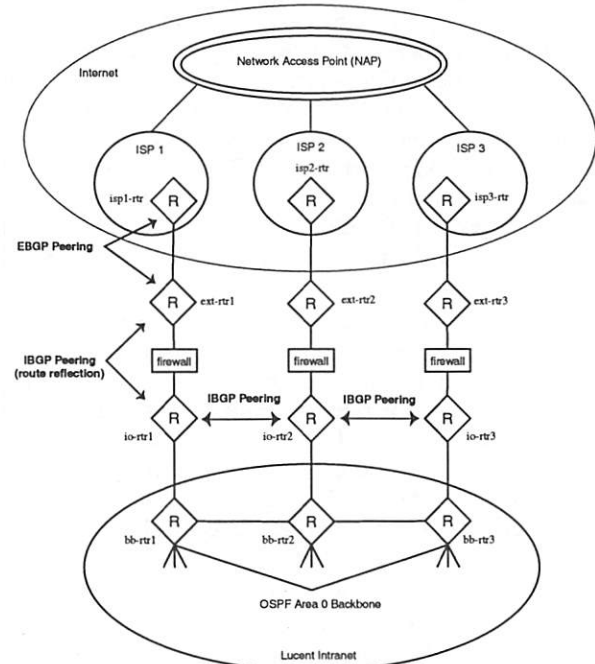 Network Access Point (NAP)
Internet
ISP 1
ISP 2
ISP 3
isp2-rtr
isp1-rtr
R
R
R
isp3-rtr
EBGP Peering
R
ext-rtr1
R
ext-rtr2
R
ext-rtr3
IBGP Peering
(route reflection)
firewall
firewall
firewall
IBGP Peering
IBGP Peering
R
R
R
io-rtr1
io-rtr2
io-rtr3
R
R
R
bb-rtr1
bb-rtr2
bb-rtr3
OSPF Area 0 Backbone
Lucent Intranet